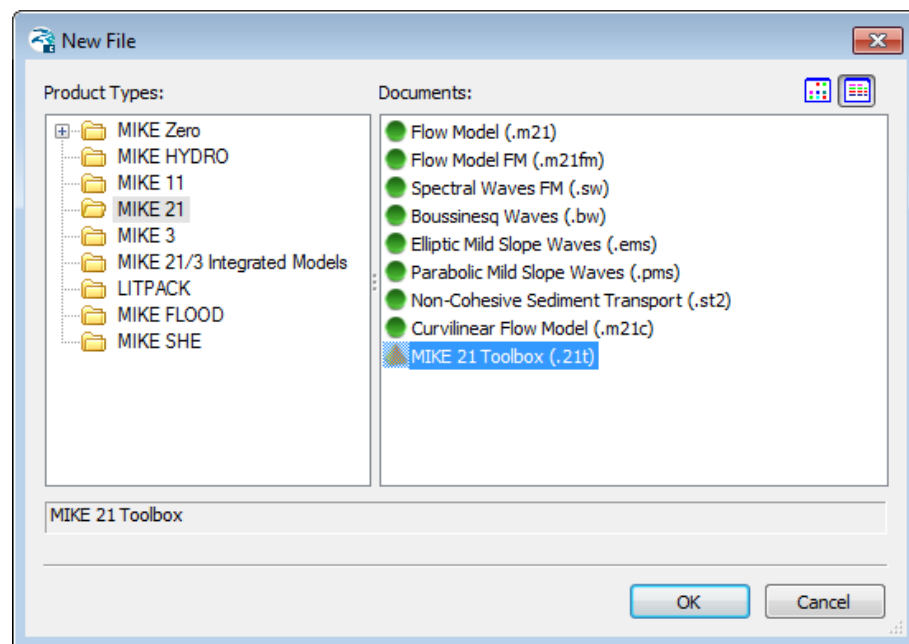 New File
Product Types:
MIKE Zero
MIKE HYDRO
MIKE 11
MIKE 21
MIKE 3
MIKE 21/3 Integrated Models
LITPACK
MIKE FLOOD
MIKE SHE
Documents:
Flow Model (.m21)
Flow Model FM (.m21fm)
Spectral Waves FM (.sw)
Boussinesq Waves (.bw)
Elliptic Mild Slope Waves (.ems)
Parabolic Mild Slope Waves (.pms)
Non-Cohesive Sediment Transport (.st2)
Curvilinear Flow Model (.m21c)
MIKE 21 Toolbox (.21t)
MIKE 21 Toolbox
OK
Cancel